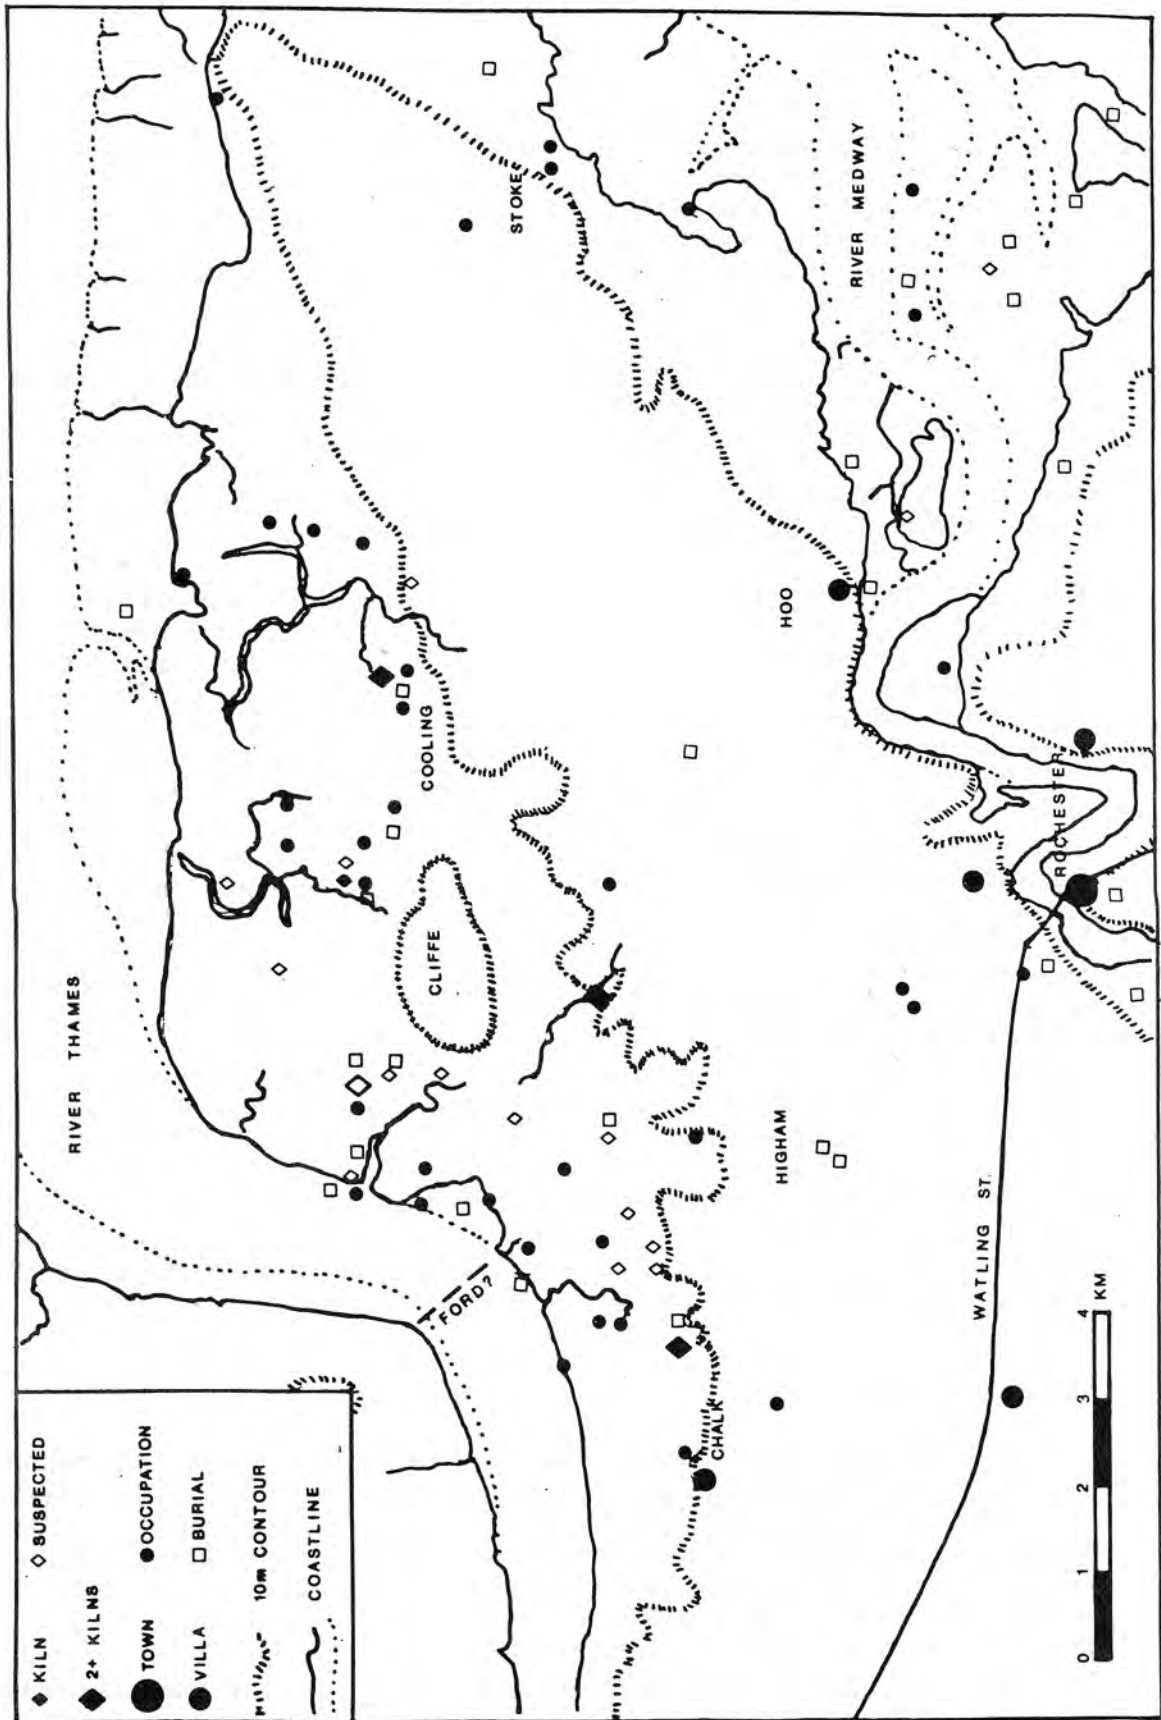 KILN
SUSPECTED
2+ KILNS
TOWN
OCCUPATION
VILLA
BURIAL
10m CONTOUR
COASTLINE
RIVER THAMES
CLIFFE
COOLING
STOKE
FORD?
CHALK
HIGHAM
HOO
RIVER MEDWAY
ROCHESTER
WATLING ST.
0 1 2 3 4
KM